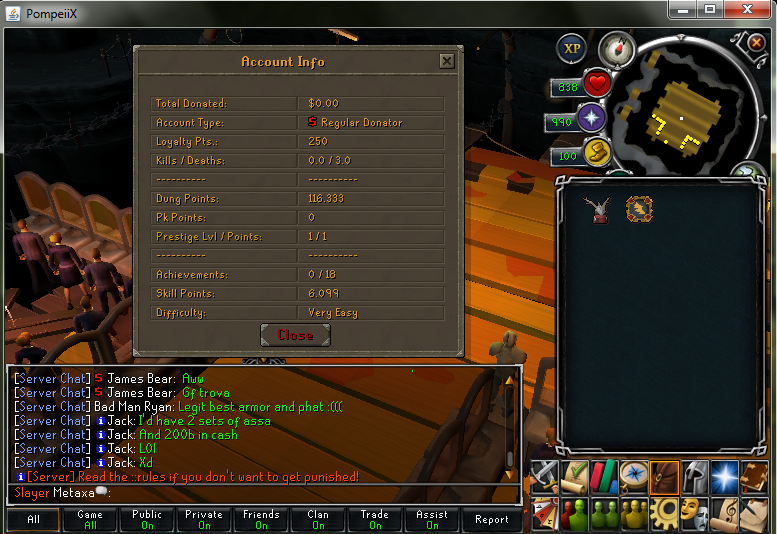 PompeiiX
Account Info
Total Donated: $0.00
Account Type: $ Regular Donator
Loyalty Pts.: 250
Kills / Deaths: 0.0 / 3.0
---------- ----------
Dung Points: 116,333
Pk Points: 0
Prestige Lvl / Points: 1 / 1
---------- ----------
Achievements: 0 / 18
Skill Points: 6,099
Difficulty: Very Easy
Close
XP
838
990
100
[Server Chat] $ James Bear: Aww
[Server Chat] $ James Bear: Gf trova
[Server Chat] Bad Man Ryan: Legit best armor and phat :(((
[Server Chat] Jack: I'd have 2 sets of assa
[Server Chat] Jack: And 200b in cash
[Server Chat] Jack: LOl
[Server Chat] Jack: Xd
[Server] Read the ::rules if you don't want to get punished!
Slayer Metaxa:
All
Game All
Public On
Private On
Friends On
Clan On
Trade On
Assist On
Report